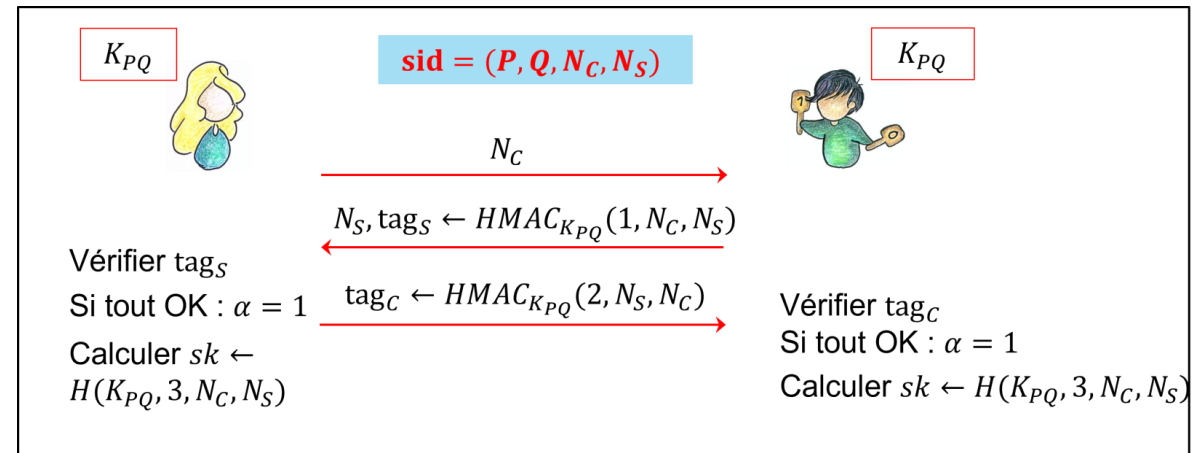 K_{PQ}
sid = (P, Q, N_C, N_S)
K_{PQ}
N_C
N_S, tag_S ← HMAC_{K_{PQ}}(1, N_C, N_S)
Vérifier tag_S
Si tout OK : α = 1
Calculer sk ←
H(K_{PQ}, 3, N_C, N_S)
tag_C ← HMAC_{K_{PQ}}(2, N_S, N_C)
Vérifier tag_C
Si tout OK : α = 1
Calculer sk ← H(K_{PQ}, 3, N_C, N_S)
1
0